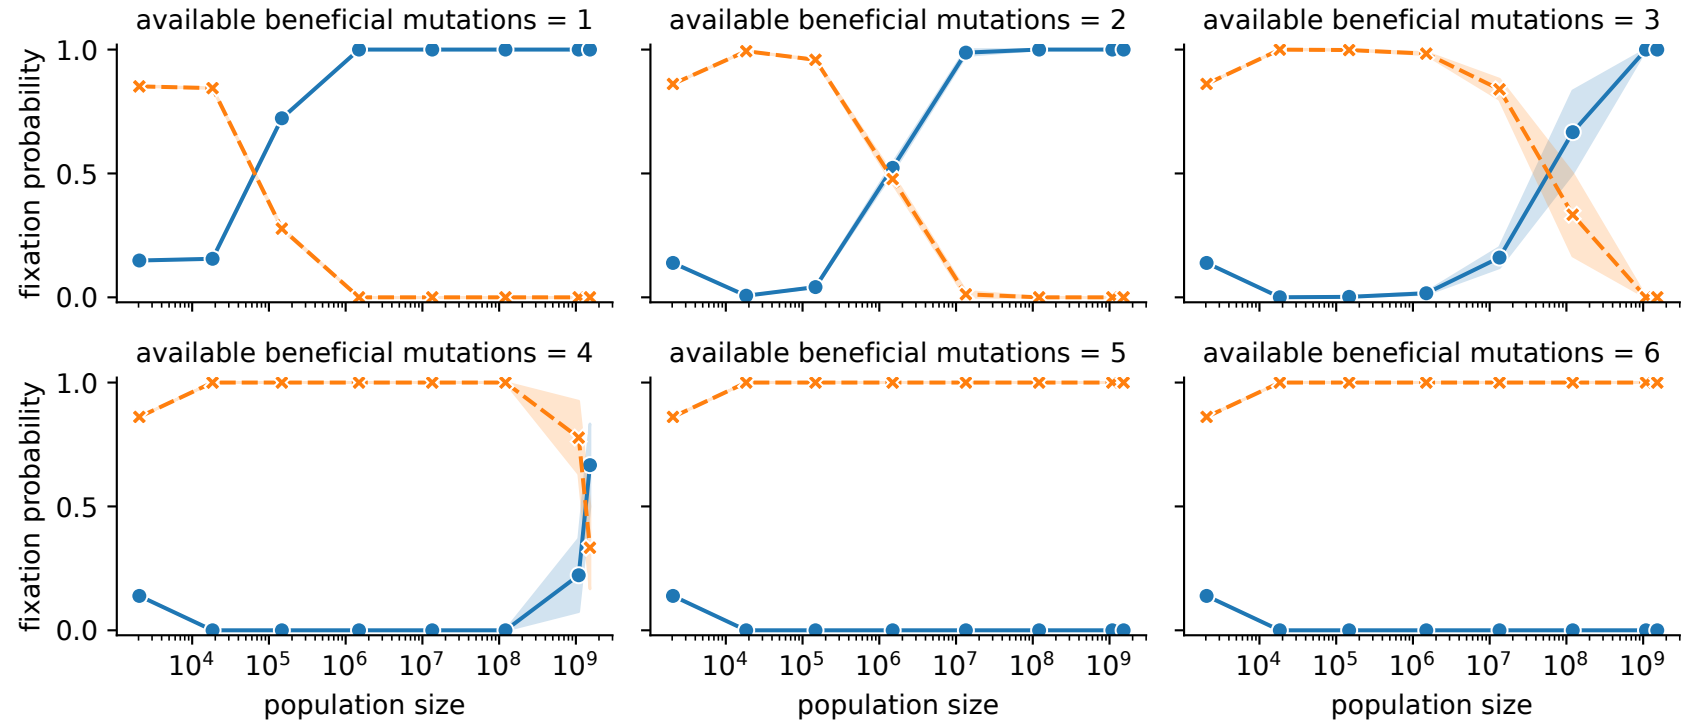 available beneficial mutations = 1
available beneficial mutations = 2
available beneficial mutations = 3
fixation probability
1.0
0.5
0.0
available beneficial mutations = 4
available beneficial mutations = 5
available beneficial mutations = 6
fixation probability
1.0
0.5
0.0
10⁴ 10⁵ 10⁶ 10⁷ 10⁸ 10⁹
10⁴ 10⁵ 10⁶ 10⁷ 10⁸ 10⁹
10⁴ 10⁵ 10⁶ 10⁷ 10⁸ 10⁹
population size
population size
population size